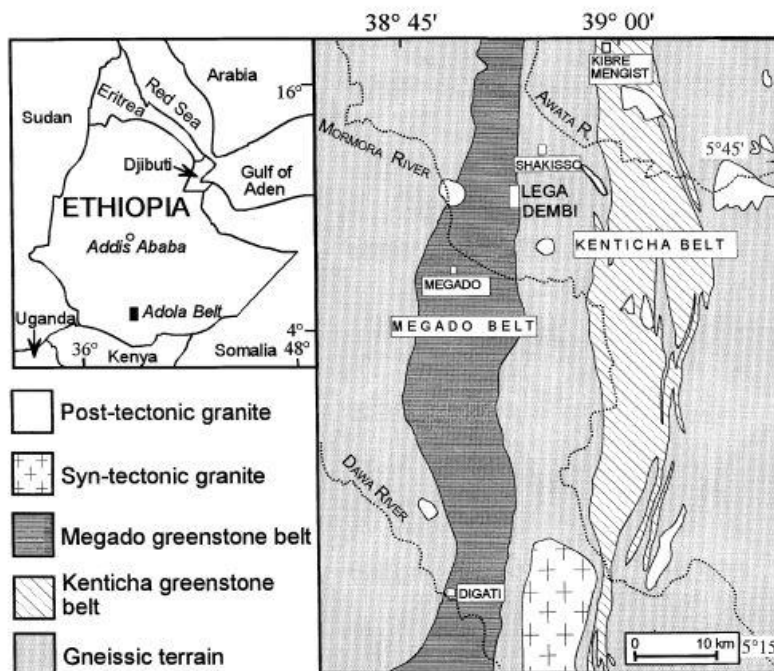 38° 45'
39° 00'
Arabia
16°
Red Sea
Eritrea
Sudan
Djibuti
Gulf of
Aden
ETHIOPIA
Addis Ababa
Adola Belt
Uganda
4°
36
Kenya
Somalia
48°
KIBRE
MENGIST
AWATA R.
MORMORA
RIVER
SHAKISSO
5°45'
LEGA
DEMBI
KENTICHA BELT
MEGADO
MEGADO BELT
DAWA RIVER
DIGATI
0 10 km
5°15'
Post-tectonic granite
Syn-tectonic granite
Megado greenstone belt
Kenticha greenstone
belt
Gneissic terrain